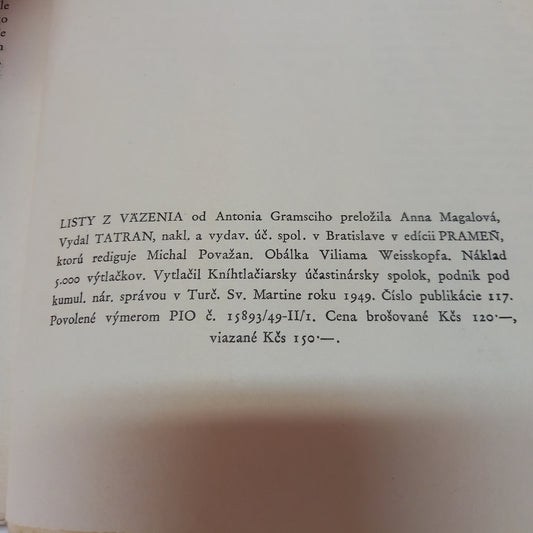 le
o
e
LISTY Z VÄZENIA od Antonia Gramsciho preložila Anna Magalová,
Vydal TATRAN, nakl. a vydav. úč. spol. v Bratislave v edícii PRAMEŇ,
ktorú rediguje Michal Považan. Obálka Viliama Weisskopfa. Náklad
5.000 výtlačkov. Vytlačil Kníhtlačiarsky účastinársky spolok, podnik pod
kumul. nár. správou v Turč. Sv. Martine roku 1949. Číslo publikácie 117.
Povolené výmerom PIO č. 15893/49-II/1. Cena brošované Kčs 120·—,
viazané Kčs 150·—.